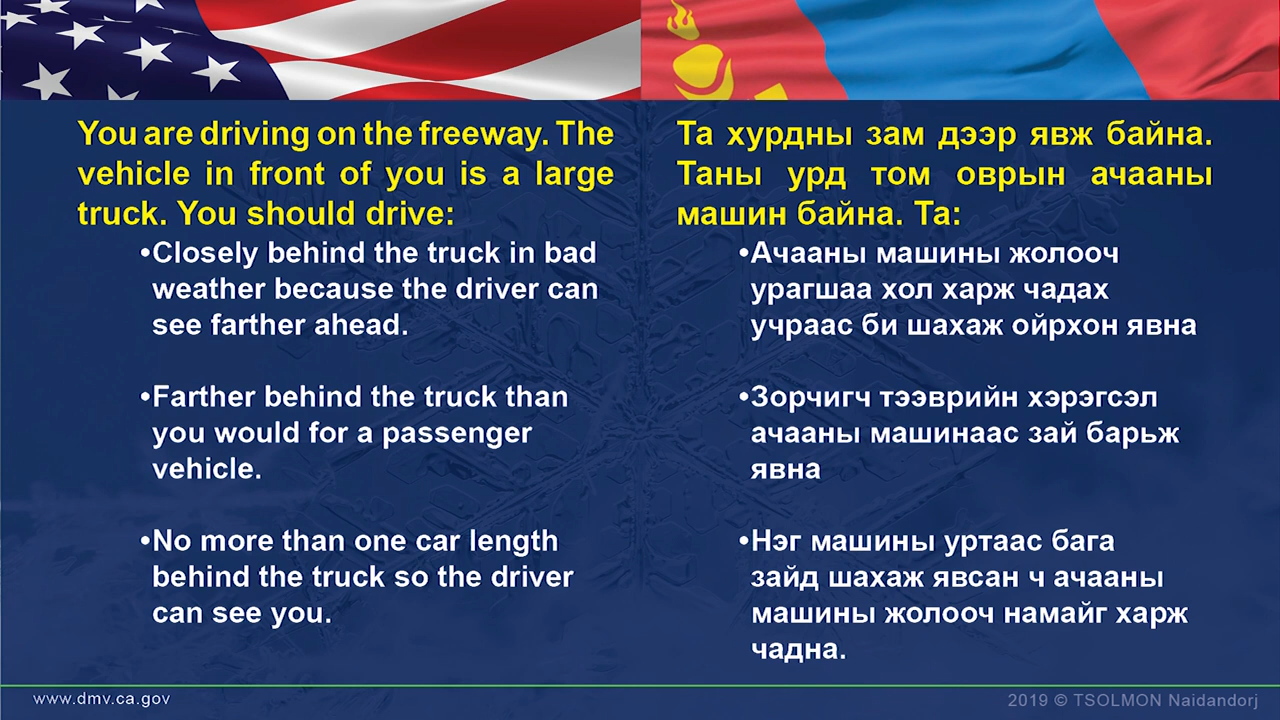 You are driving on the freeway. The
vehicle in front of you is a large
truck. You should drive:
•Closely behind the truck in bad
weather because the driver can
see farther ahead.
•Farther behind the truck than
you would for a passenger
vehicle.
•No more than one car length
behind the truck so the driver
can see you.
Та хурдны зам дээр явж байна.
Таны урд том оврын ачааны
машин байна. Та:
•Ачааны машины жолооч
урагшаа хол харж чадах
учраас би шахаж ойрхон явна
•Зорчигч тээврийн хэрэгсэл
ачааны машинаас зай барьж
явна
•Нэг машины уртаас бага
зайд шахаж явсан ч ачааны
машины жолооч намайг харж
чадна.
www.dmv.ca.gov
2019 © TSOLMON Naidandorj